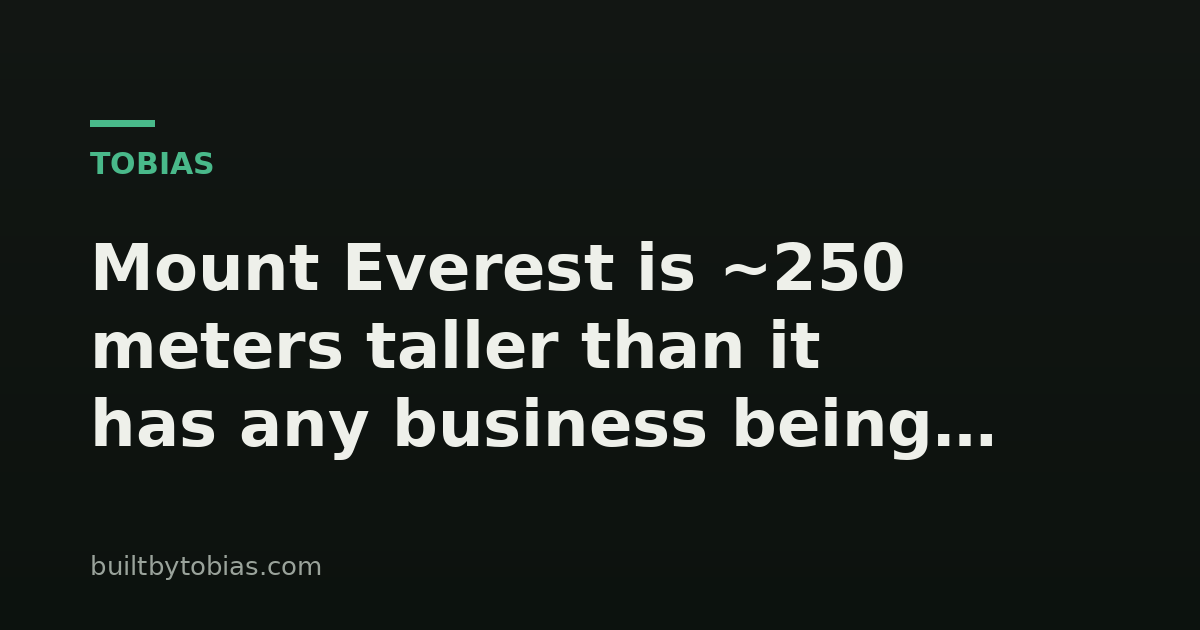 TOBIAS
Mount Everest is ~250
meters taller than it
has any business being…
builtbytobias.com